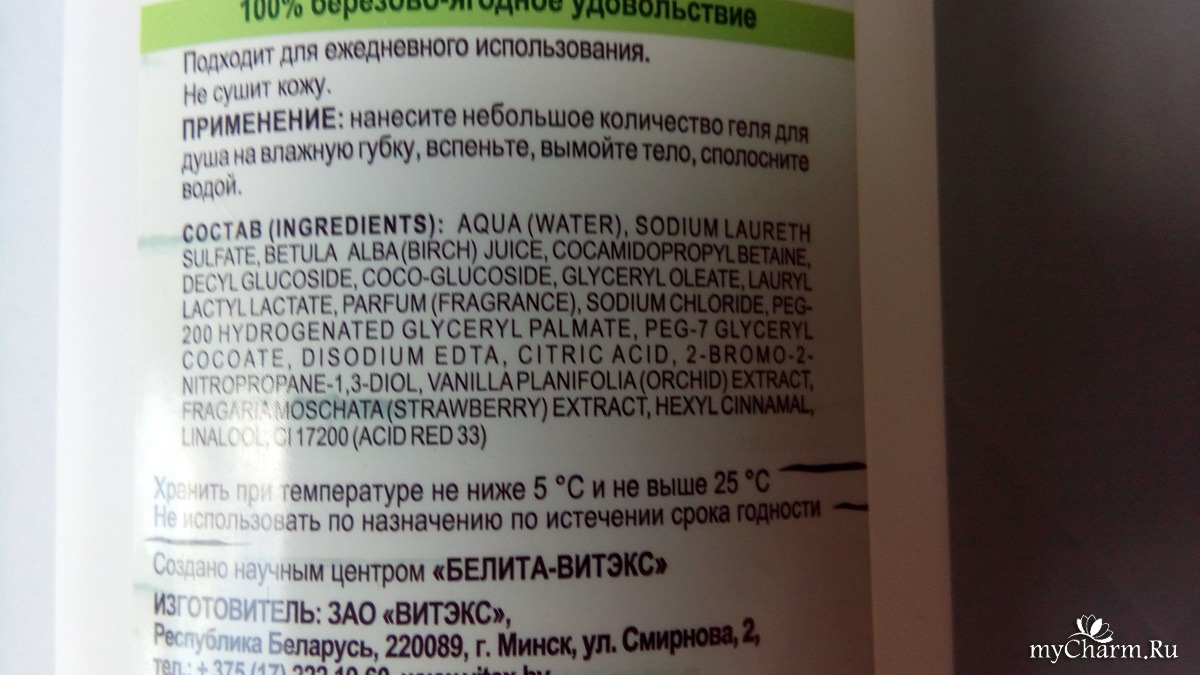 100% березово-ягодное удовольствие
Подходит для ежедневного использования.
Не сушит кожу.
ПРИМЕНЕНИЕ: нанесите небольшое количество геля для
душа на влажную губку, вспеньте, вымойте тело, сполосните
водой.
СОСТАВ (INGREDIENTS): AQUA (WATER), SODIUM LAURETH
SULFATE, BETULA ALBA (BIRCH) JUICE, COCAMIDOPROPYL BETAINE,
DECYL GLUCOSIDE, COCO-GLUCOSIDE, GLYCERYL OLEATE, LAURYL
LACTYL LACTATE, PARFUM (FRAGRANCE), SODIUM CHLORIDE, PEG-
200 HYDROGENATED GLYCERYL PALMATE, PEG-7 GLYCERYL
COCOATE, DISODIUM EDTA, CITRIC ACID, 2-BROMO-2-
NITROPROPANE-1,3-DIOL, VANILLA PLANIFOLIA (ORCHID) EXTRACT,
FRAGARIA MOSCHATA (STRAWBERRY) EXTRACT, HEXYL CINNAMAL,
LINALOOL, CI 17200 (ACID RED 33)
Хранить при температуре не ниже 5 °C и не выше 25 °C
Не использовать по назначению по истечении срока годности
Создано научным центром «БЕЛИТА-ВИТЭКС»
ИЗГОТОВИТЕЛЬ: ЗАО «ВИТЭКС»,
Республика Беларусь, 220089, г. Минск, ул. Смирнова, 2,
тел.: + 375 (17)
myCharm.Ru